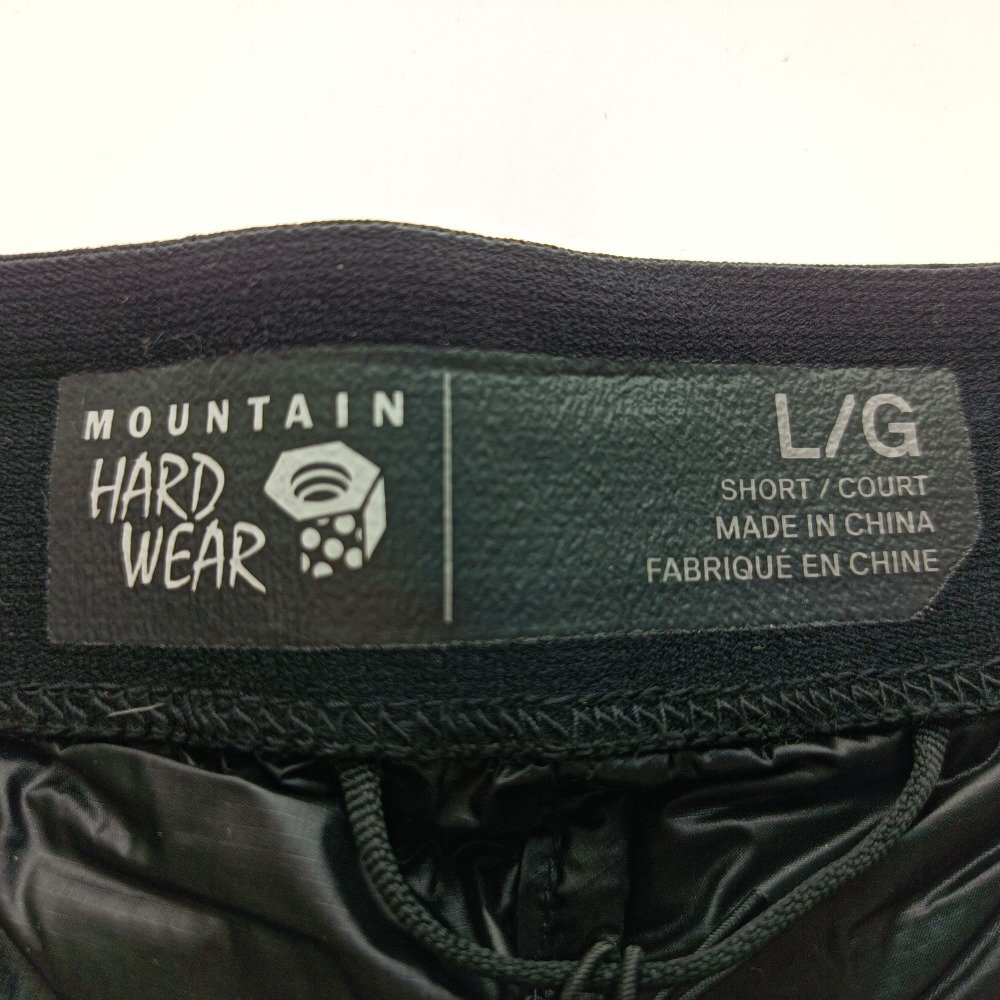 MOUNTAIN
HARD
WEAR
L/G
SHORT / COURT
MADE IN CHINA
FABRIQUÉ EN CHINE